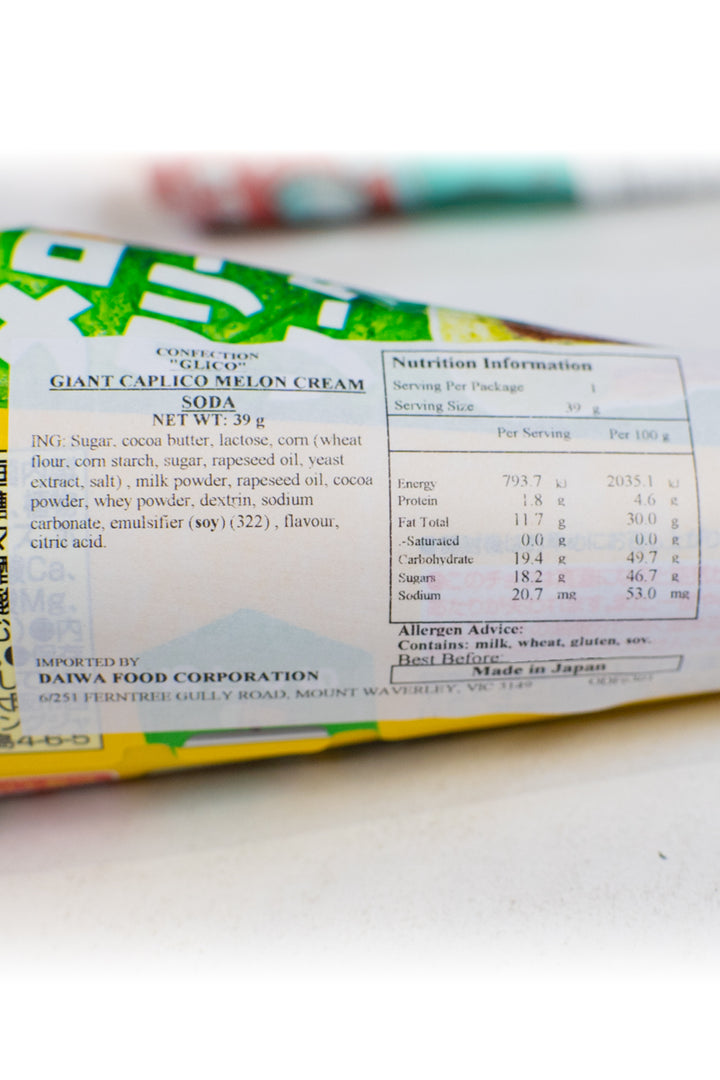 CONFECTION
"GLICO"
GIANT CAPLICO MELON CREAM
SODA
NET WT: 39 g
ING: Sugar, cocoa butter, lactose, corn (wheat
flour, corn starch, sugar, rapeseed oil, yeast
extract, salt) , milk powder, rapeseed oil, cocoa
powder, whey powder, dextrin, sodium
carbonate, emulsifier (soy) (322) , flavour,
citric acid.
IMPORTED BY
DAIWA FOOD CORPORATION
6/251 FERNTREE GULLY ROAD, MOUNT WAVERLEY, VIC 3149
Nutrition Information
Serving Per Package 1
Serving Size 39 g
Per Serving Per 100 g
Energy 793.7 kJ 2035.1 kJ
Protein 1.8 g 4.6 g
Fat Total 11.7 g 30.0 g
.-Saturated 0.0 g 0.0 g
Carbohydrate 19.4 g 49.7 g
Sugars 18.2 g 46.7 g
Sodium 20.7 mg 53.0 mg
Allergen Advice:
Contains: milk, wheat, gluten, soy.
Best Before:
Made in Japan
Ca、
Mg、
4-6-5